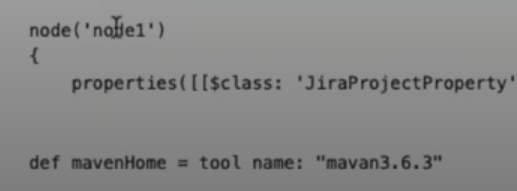 node('node1')
{
properties([[$class: 'JiraProjectProperty'
def mavenHome = tool name: "mavan3.6.3"